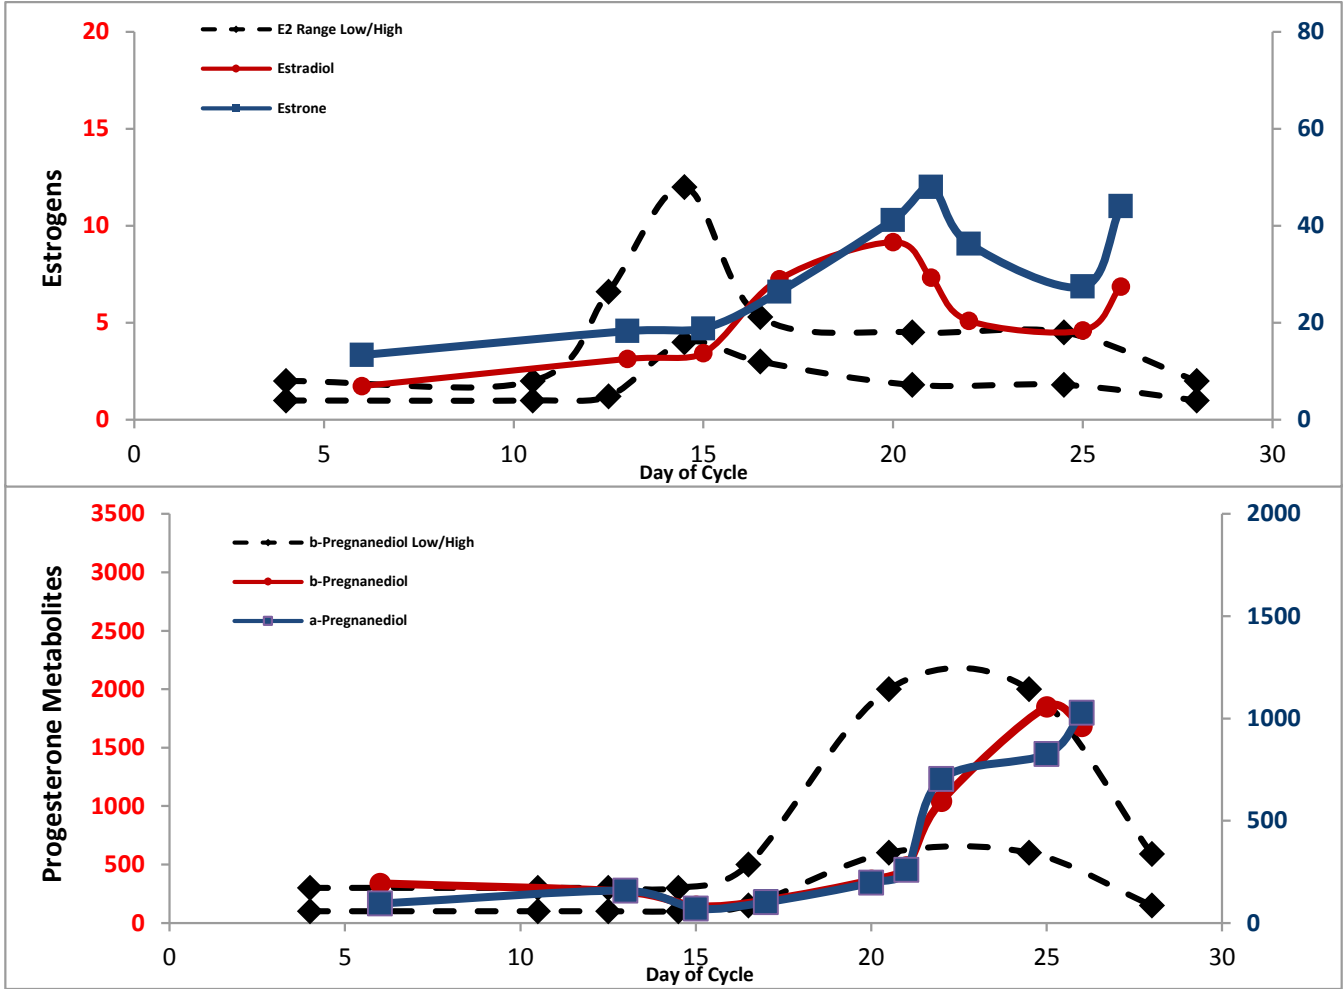 20
80
E2 Range Low/High
Estradiol
Estrone
15
60
Estrogens
10
40
5
20
0
0
0 5 10 15 20 25 30
Day of Cycle
3500
2000
b-Pregnanediol Low/High
3000
b-Pregnanediol
1500
a-Pregnanediol
2500
Progesterone Metabolites
2000
1000
1500
1000
500
500
0
0
0 5 10 15 20 25 30
Day of Cycle